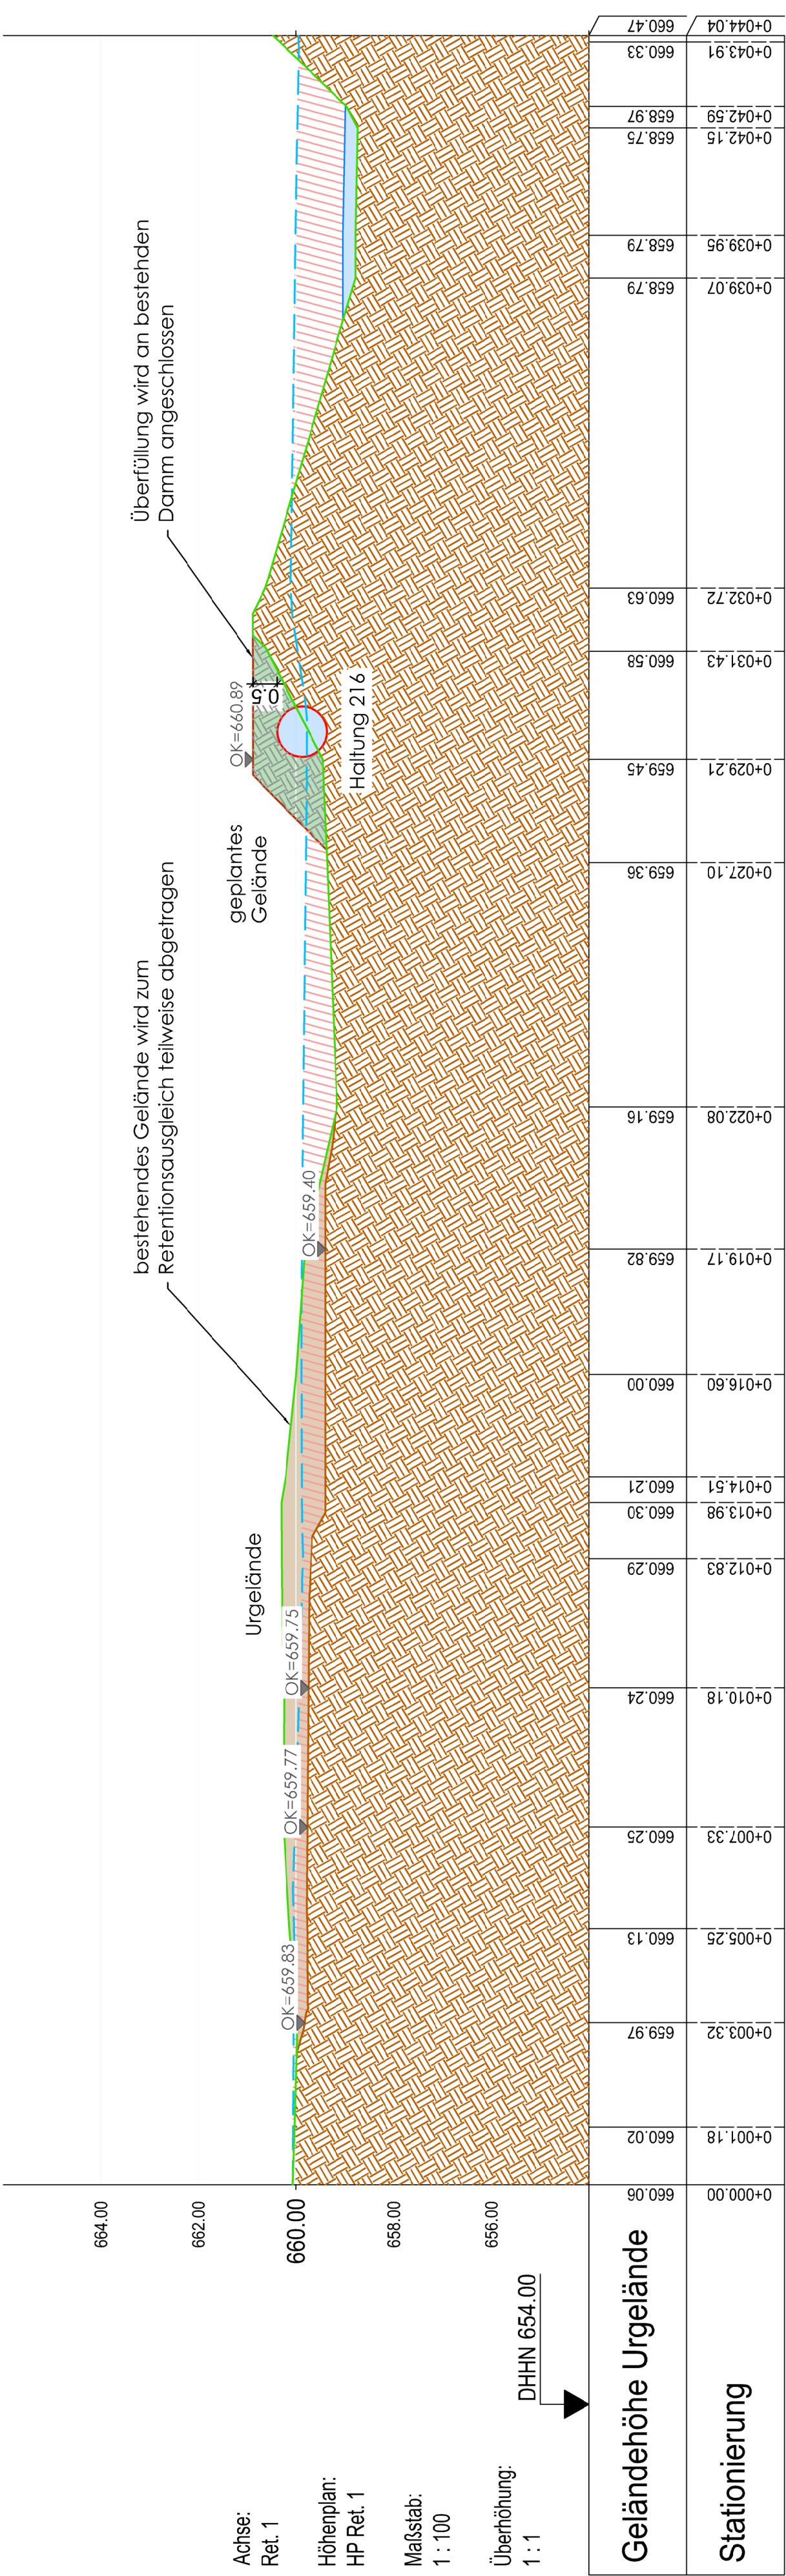 Überfüllung wird an bestehenden
Damm angeschlossen
bestehendes Gelände wird zum
Retentionsausgleich teilweise abgetragen
geplantes
Gelände
Urgelände
OK=659.83
OK=659.77
OK=659.75
OK=659.40
OK=660.89
0.5
Haltung 216
664.00
662.00
660.00
658.00
656.00
DHHN 654.00
Achse:
Ret. 1
Höhenplan:
HP Ret. 1
Maßstab:
1 : 100
Überhöhung:
1 : 1
Geländehöhe Urgelände
660.06
660.02
659.97
660.13
660.25
660.24
660.29
660.30
660.21
660.00
659.82
659.16
659.36
659.45
660.58
660.63
658.79
658.79
658.75
658.97
660.33
660.47
Stationierung
0+000.00
0+001.18
0+003.32
0+005.25
0+007.33
0+010.18
0+012.83
0+013.98
0+014.51
0+016.60
0+019.17
0+022.08
0+027.10
0+029.21
0+031.43
0+032.72
0+039.07
0+039.95
0+042.15
0+042.59
0+043.91
0+044.04